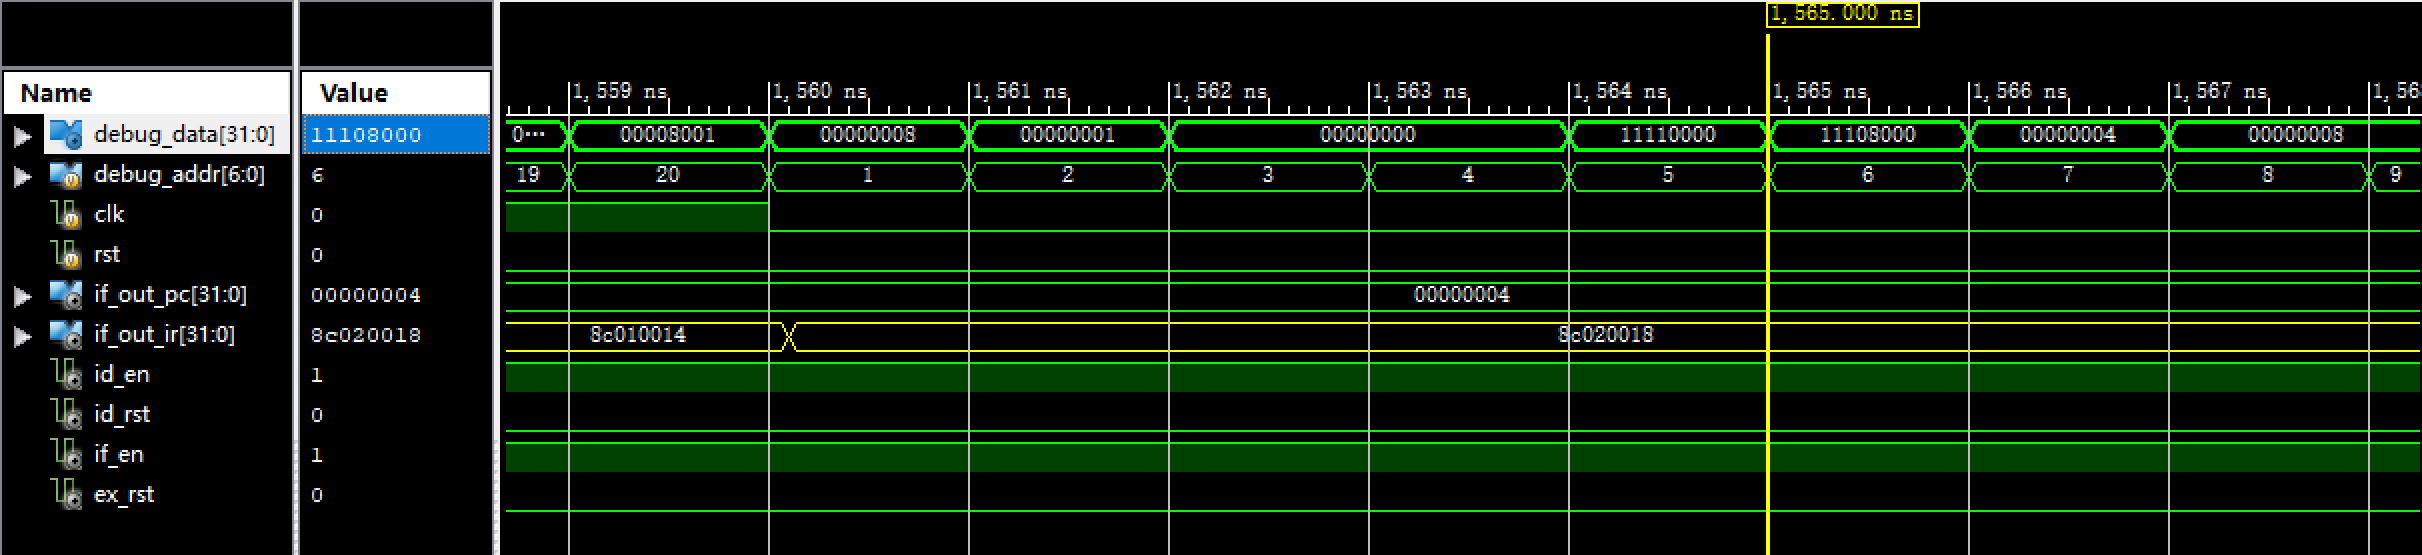 1,565.000 ns
Name Value 1,559 ns 1,560 ns 1,561 ns 1,562 ns 1,563 ns 1,564 ns 1,565 ns 1,566 ns 1,567 ns 1,56
debug_data[31:0] 11108000 0... 00008001 00000008 00000001 00000000 11110000 11108000 00000004 00000008
debug_addr[6:0] 6 19 20 1 2 3 4 5 6 7 8 9
clk 0
rst 0
if_out_pc[31:0] 00000004 00000004
if_out_ir[31:0] 8c020018 8c010014 8c020018
id_en 1
id_rst 0
if_en 1
ex_rst 0